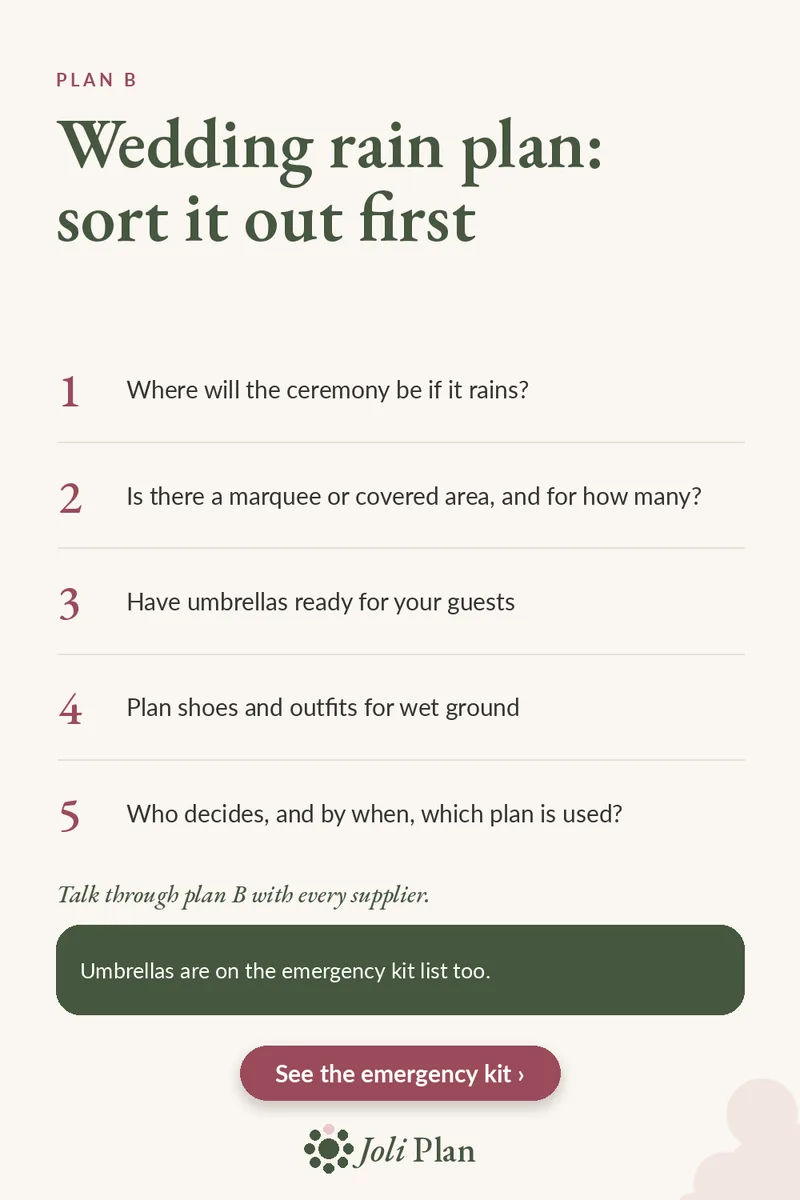 PLAN B
Wedding rain plan:
sort it out first
1 Where will the ceremony be if it rains?
2 Is there a marquee or covered area, and for how many?
3 Have umbrellas ready for your guests
4 Plan shoes and outfits for wet ground
5 Who decides, and by when, which plan is used?
Talk through plan B with every supplier.
Umbrellas are on the emergency kit list too.
See the emergency kit ›
Joli Plan